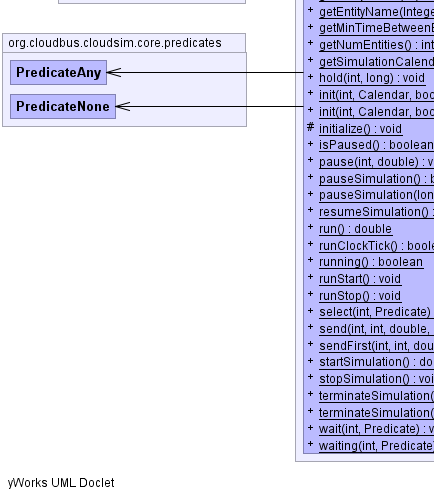 getEntityName(Intege
org.cloudbus.cloudsim.core.predicates
PredicateAny
PredicateNone
+ getMinTimeBetween
+ getNumEntities() : int
+ getSimulationCalend
+ hold(int, long) : void
+ init(int, Calendar, boo
+ init(int, Calendar, boo
# initialize() : void
+ isPaused() : boolean
+ pause(int, double) : v
+ pauseSimulation() : b
+ pauseSimulation(lon
+ resumeSimulation() :
+ run() : double
+ runClockTick() : boole
+ running() : boolean
+ runStart() : void
+ runStop() : void
+ select(int, Predicate)
+ send(int, int, double,
+ sendFirst(int, int, dou
+ startSimulation() : do
+ stopSimulation() : voi
+ terminateSimulation(
+ terminateSimulation(
+ wait(int, Predicate) : v
+ waiting(int, Predicate)
yWorks UML Doclet